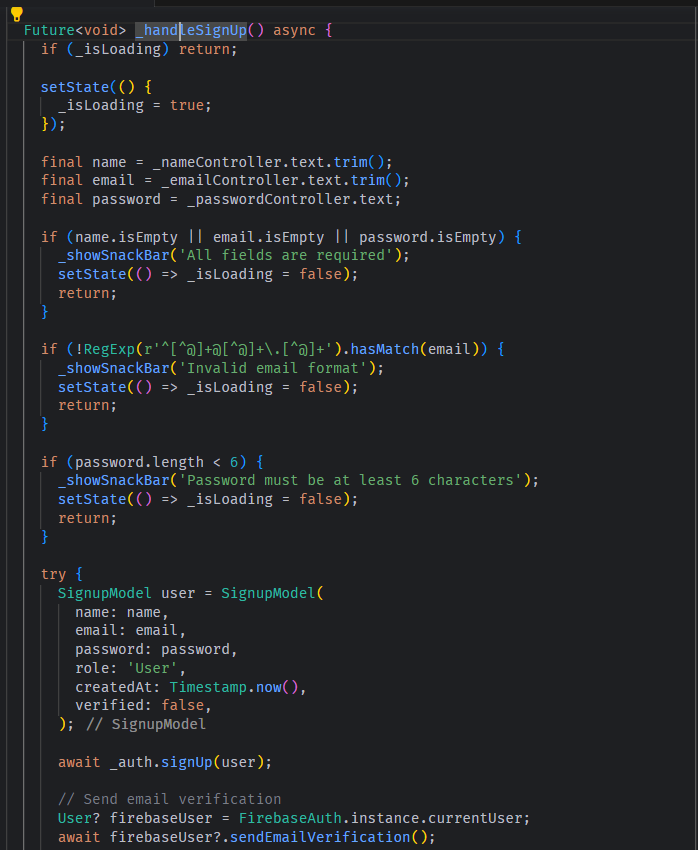 Future<void> _handleSignUp() async {
if (_isLoading) return;
setState(() {
_isLoading = true;
});
final name = _nameController.text.trim();
final email = _emailController.text.trim();
final password = _passwordController.text;
if (name.isEmpty || email.isEmpty || password.isEmpty) {
_showSnackBar('All fields are required');
setState(() => _isLoading = false);
return;
}
if (!RegExp(r'^[^@]+@[^@]+\.[^@]+').hasMatch(email)) {
_showSnackBar('Invalid email format');
setState(() => _isLoading = false);
return;
}
if (password.length < 6) {
_showSnackBar('Password must be at least 6 characters');
setState(() => _isLoading = false);
return;
}
try {
SignupModel user = SignupModel(
name: name,
email: email,
password: password,
role: 'User',
createdAt: Timestamp.now(),
verified: false,
); // SignupModel
await _auth.signUp(user);
// Send email verification
User? firebaseUser = FirebaseAuth.instance.currentUser;
await firebaseUser?.sendEmailVerification();